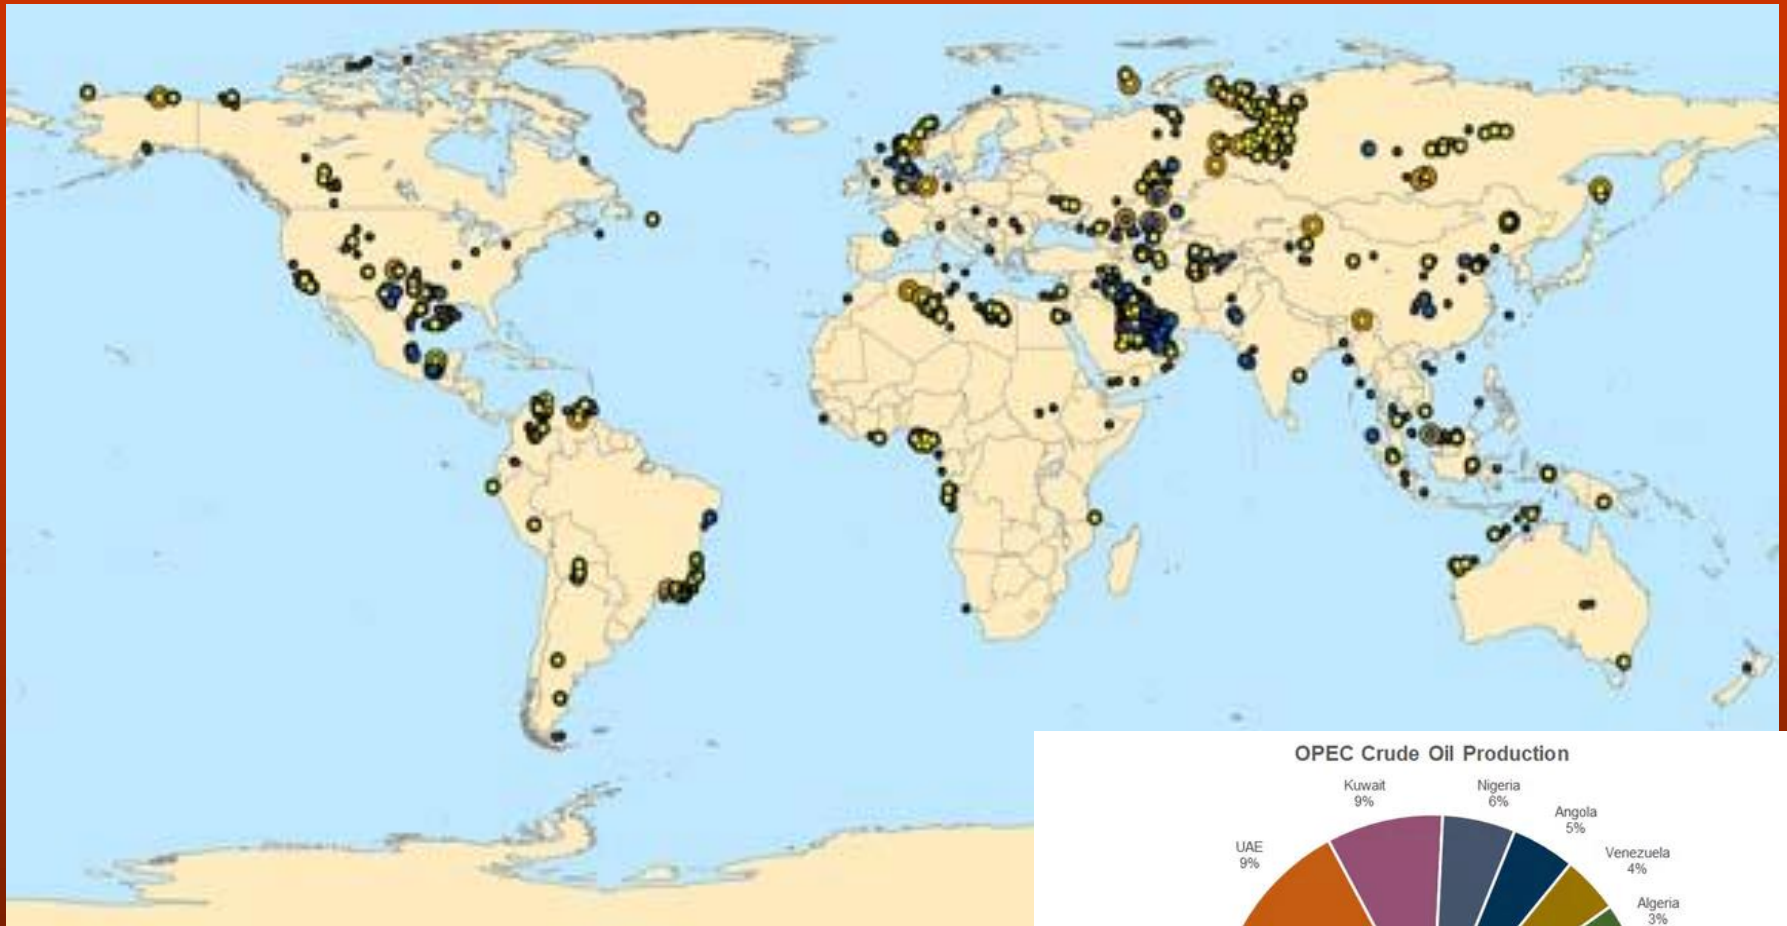 OPEC Crude Oil Production
Kuwait
9%
Nigeria
6%
Angola
5%
UAE
9%
Venezuela
4%
Algeria
3%